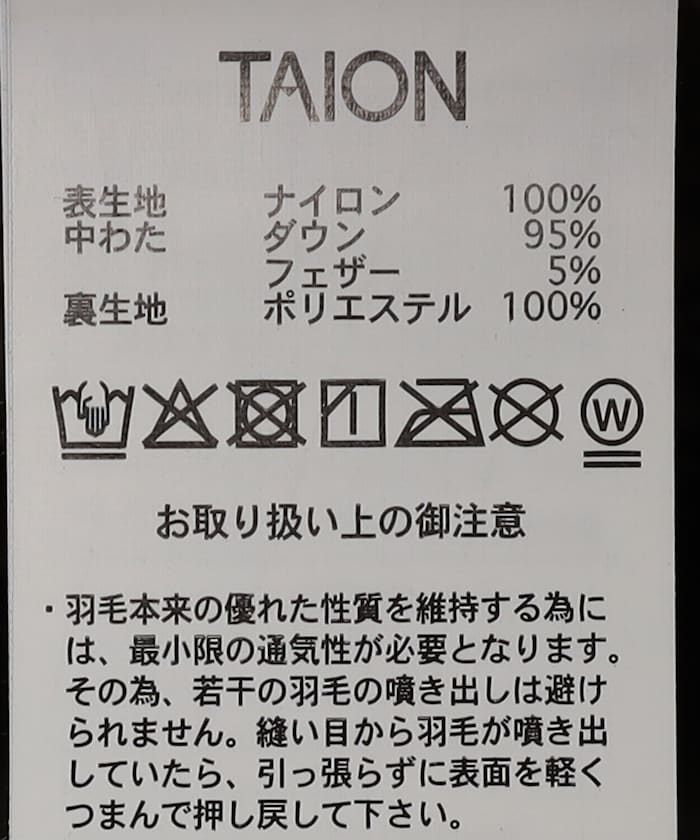 TAION
表生地 ナイロン 100%
中わた ダウン 95%
フェザー 5%
裏生地 ポリエステル 100%
W
お取り扱い上の御注意
・羽毛本来の優れた性質を維持する為に
は、最小限の通気性が必要となります。
その為、若干の羽毛の噴き出しは避け
られません。縫い目から羽毛が噴き出
していたら、引っ張らずに表面を軽く
つまんで押し戻して下さい。